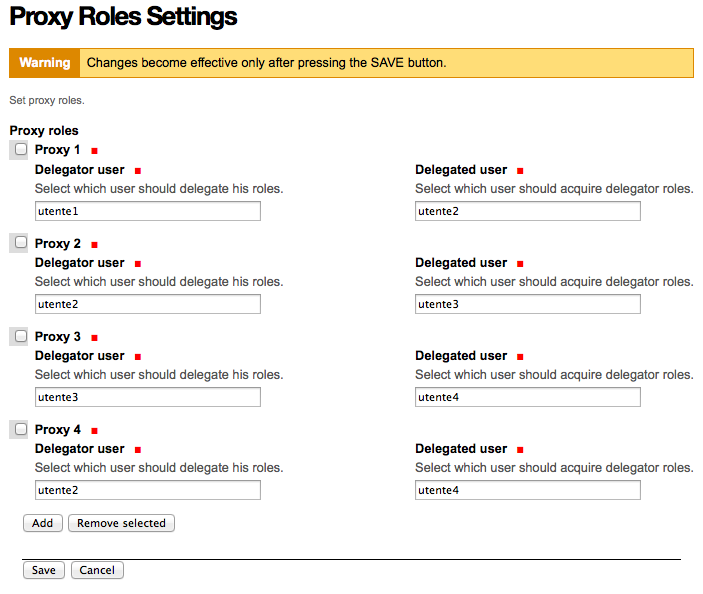 Proxy Roles Settings
Warning Changes become effective only after pressing the SAVE button.
Set proxy roles.
Proxy roles
Proxy 1
Delegator user Delegated user
Select which user should delegate his roles. Select which user should acquire delegator roles.
utente1 utente2
Proxy 2
Delegator user Delegated user
Select which user should delegate his roles. Select which user should acquire delegator roles.
utente2 utente3
Proxy 3
Delegator user Delegated user
Select which user should delegate his roles. Select which user should acquire delegator roles.
utente3 utente4
Proxy 4
Delegator user Delegated user
Select which user should delegate his roles. Select which user should acquire delegator roles.
utente2 utente4
Add Remove selected
Save Cancel